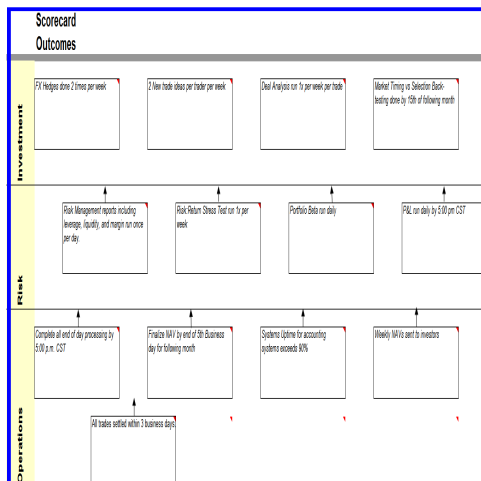 Scorecard
Outcomes
Investment
FX Hedges done 2 times per week
2 New trade ideas per trader per week
Deal Analysis run 1x per week per trade
Market Timing vs Selection Back-
testing done by 15th of following month
Risk
Risk Management reports including
leverage, liquidity, and margin run once
per day.
Risk Return Stress Test run 1x per
week
Portfolio Beta run daily
P&L run daily by 5:00 pm CST
Operations
Complete all end of day processing by
5:00 p.m. CST
Finalize NAV by end of 5th Business
day for following month
Systems Uptime for accounting
systems exceeds 90%
Weekly NAVs sent to investors
All trades settled within 3 business days